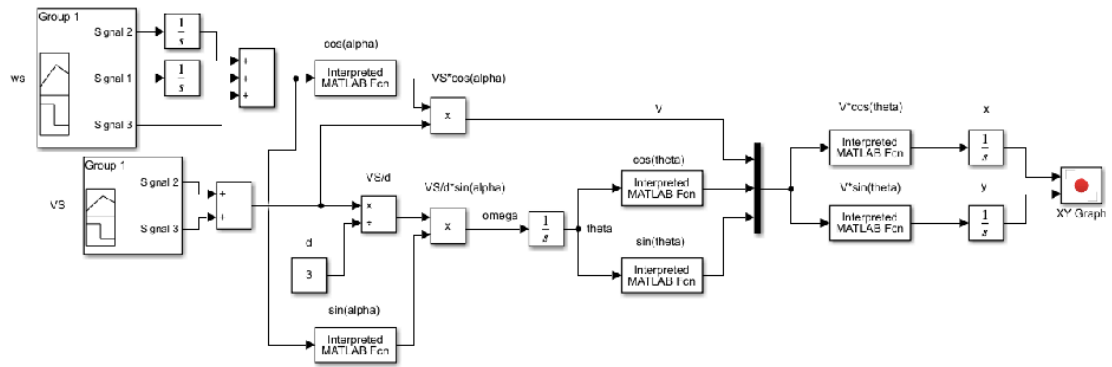 Group 1
Signal 2
1
s
ws
Signal 1
1
s
+
+
+
Signal 3
cos(alpha)
Interpreted
MATLAB Fcn
VS*cos(alpha)
x
V
Group 1
Signal 2
VS
Signal 3
+
+
VS/d
x
÷
VS/d*sin(alpha)
x
omega
1
s
theta
d
3
sin(alpha)
Interpreted
MATLAB Fcn
cos(theta)
Interpreted
MATLAB Fcn
sin(theta)
Interpreted
MATLAB Fcn
V*cos(theta)
Interpreted
MATLAB Fcn
x
1
s
V*sin(theta)
Interpreted
MATLAB Fcn
y
1
s
XY Graph